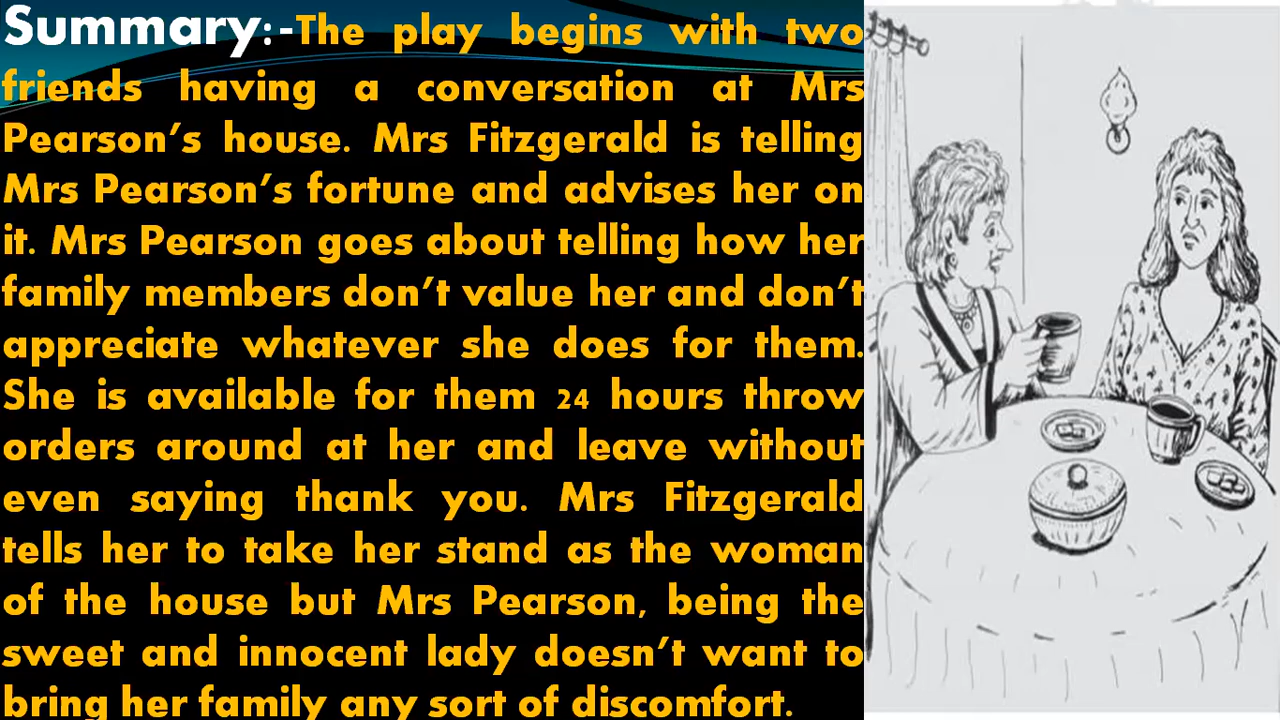 Summary:-The play begins with two
friends having a conversation at Mrs
Pearson's house. Mrs Fitzgerald is telling
Mrs Pearson's fortune and advises her on
it. Mrs Pearson goes about telling how her
family members don't value her and don't
appreciate whatever she does for them.
She is available for them 24 hours throw
orders around at her and leave without
even saying thank you. Mrs Fitzgerald
tells her to take her stand as the woman
of the house but Mrs Pearson, being the
sweet and innocent lady doesn't want to
bring her family any sort of discomfort.